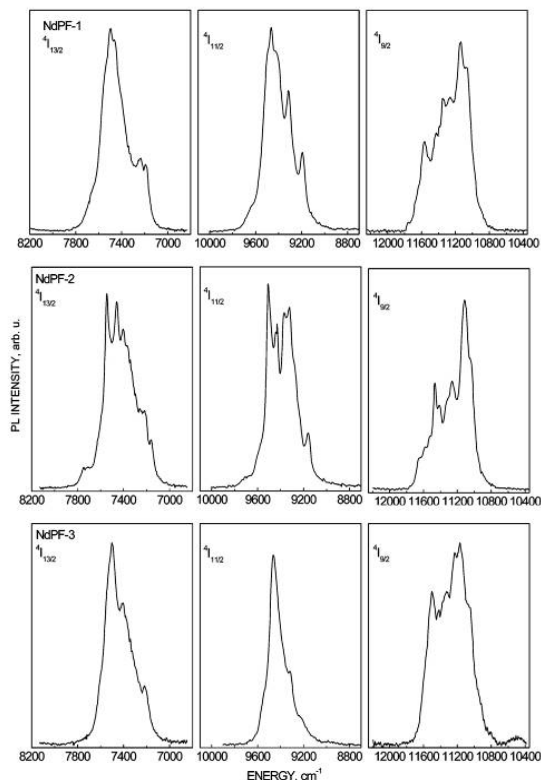 NdPF-1
⁴I₁₃/₂
⁴I₁₁/₂
⁴I₉/₂
8200 7800 7400 7000
10000 9600 9200 8800
12000 11600 11200 10800 10400
NdPF-2
⁴I₁₃/₂
⁴I₁₁/₂
⁴I₉/₂
PL INTENSITY, arb. u.
8200 7800 7400 7000
10000 9600 9200 8800
12000 11600 11200 10800 10400
NdPF-3
⁴I₁₃/₂
⁴I₁₁/₂
⁴I₉/₂
8200 7800 7400 7000
10000 9600 9200 8800
12000 11600 11200 10800 10400
ENERGY, cm⁻¹